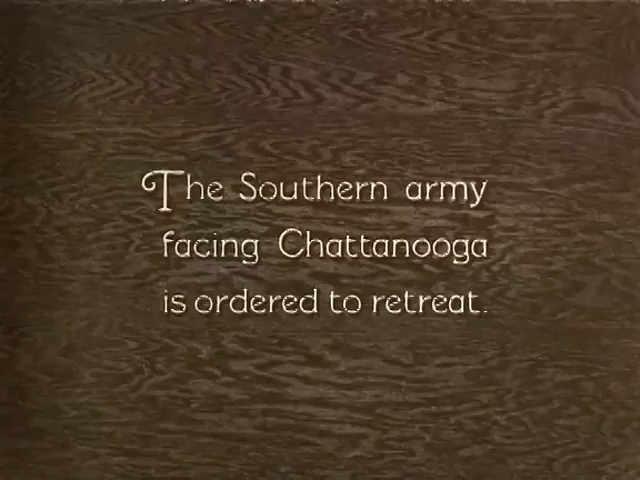 The Southern army
facing Chattanooga
is ordered to retreat.